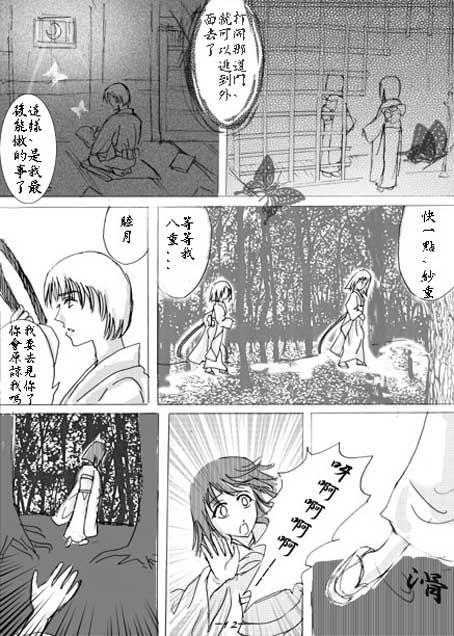 打開那道門、
就可以逃到外
面去了
這樣、是我最
後能做的事了
快一點、紗重
等等我
八重...
睦月
我要去見你了
你會原諒我嗎
滑
呀啊啊啊啊——
-12-